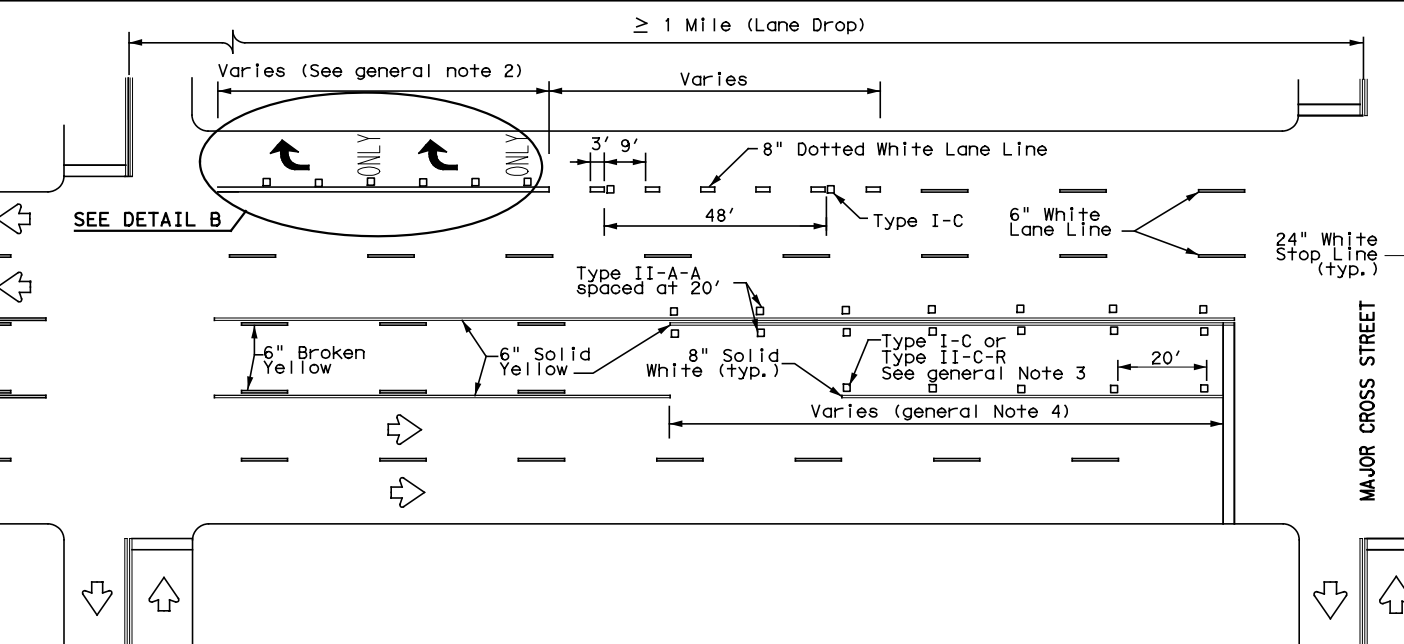 ≥ 1 Mile (Lane Drop)
Varies (See general note 2)
Varies
ONLY
ONLY
3' 9'
8" Dotted White Lane Line
SEE DETAIL B
48'
Type I-C
6" White
Lane Line
24" White
Stop Line
(typ.)
Type II-A-A
spaced at 20'
6" Broken
Yellow
6" Solid
Yellow
8" Solid
White (typ.)
Type I-C or
Type II-C-R
See general Note 3
20'
Varies (general Note 4)
MAJOR CROSS STREET